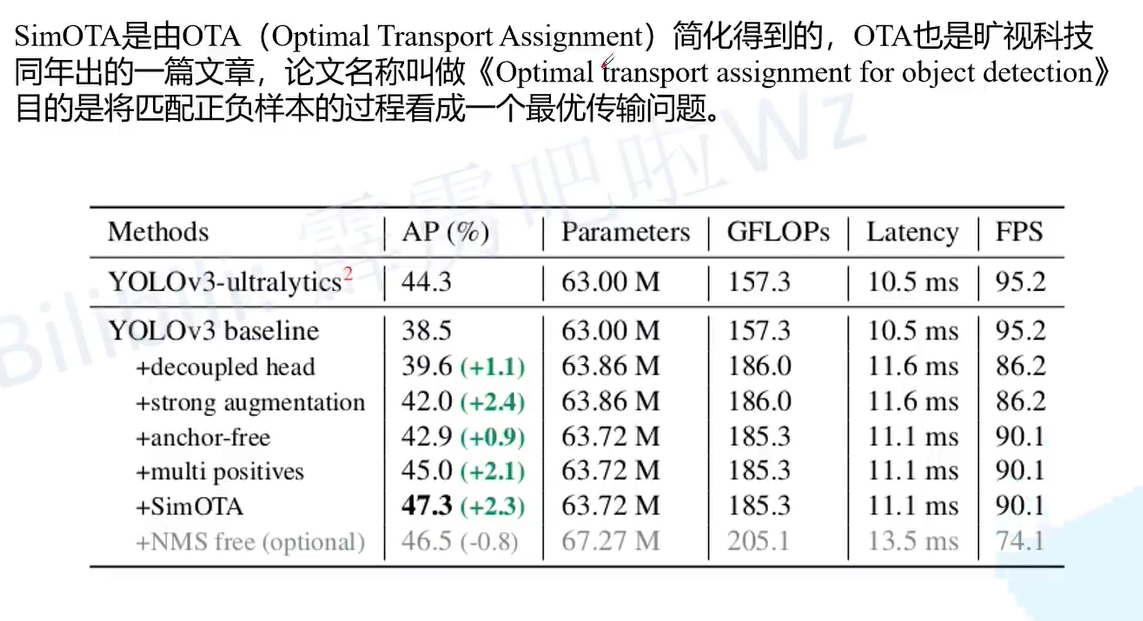 SimOTA是由OTA（Optimal Transport Assignment）简化得到的，OTA也是旷视科技
同年出的一篇文章，论文名称叫做《Optimal transport assignment for object detection》
目的是将匹配正负样本的过程看成一个最优传输问题。
Bilibili: 霹雳吧啦Wz
Methods AP (%) Parameters GFLOPs Latency FPS
YOLOv3-ultralytics2 44.3 63.00 M 157.3 10.5 ms 95.2
YOLOv3 baseline 38.5 63.00 M 157.3 10.5 ms 95.2
+decoupled head 39.6 (+1.1) 63.86 M 186.0 11.6 ms 86.2
+strong augmentation 42.0 (+2.4) 63.86 M 186.0 11.6 ms 86.2
+anchor-free 42.9 (+0.9) 63.72 M 185.3 11.1 ms 90.1
+multi positives 45.0 (+2.1) 63.72 M 185.3 11.1 ms 90.1
+SimOTA 47.3 (+2.3) 63.72 M 185.3 11.1 ms 90.1
+NMS free (optional) 46.5 (-0.8) 67.27 M 205.1 13.5 ms 74.1